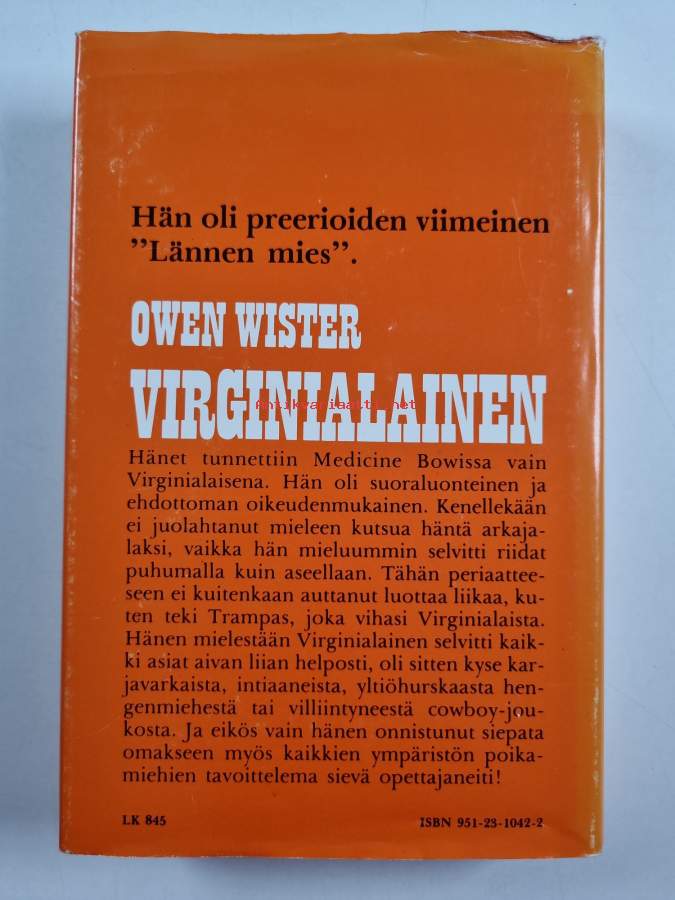 Hän oli preerioiden viimeinen
”Lännen mies”.
OWEN WISTER
VIRGINIALAINEN
antikvariaatti.net
Hänet tunnettiin Medicine Bowissa vain
Virginialaisena. Hän oli suoraluonteinen ja
ehdottoman oikeudenmukainen. Kenellekään
ei juolahtanut mieleen kutsua häntä arkaja-
laksi, vaikka hän mieluummin selvitti riidat
puhumalla kuin aseellaan. Tähän periaattee-
seen ei kuitenkaan auttanut luottaa liikaa, ku-
ten teki Trampas, joka vihasi Virginialaista.
Hänen mielestään Virginialainen selvitti kaik-
ki asiat aivan liian helposti, oli sitten kyse kar-
javarkaista, intiaaneista, yltiöhurskaasta hen-
genmiehestä tai villiintyneestä cowboy-jou-
kosta. Ja eikös vain hänen onnistunut siepata
omakseen myös kaikkien ympäristön poika-
miehien tavoittelema sievä opettajaneiti!
LK 845
ISBN 951-23-1042-2